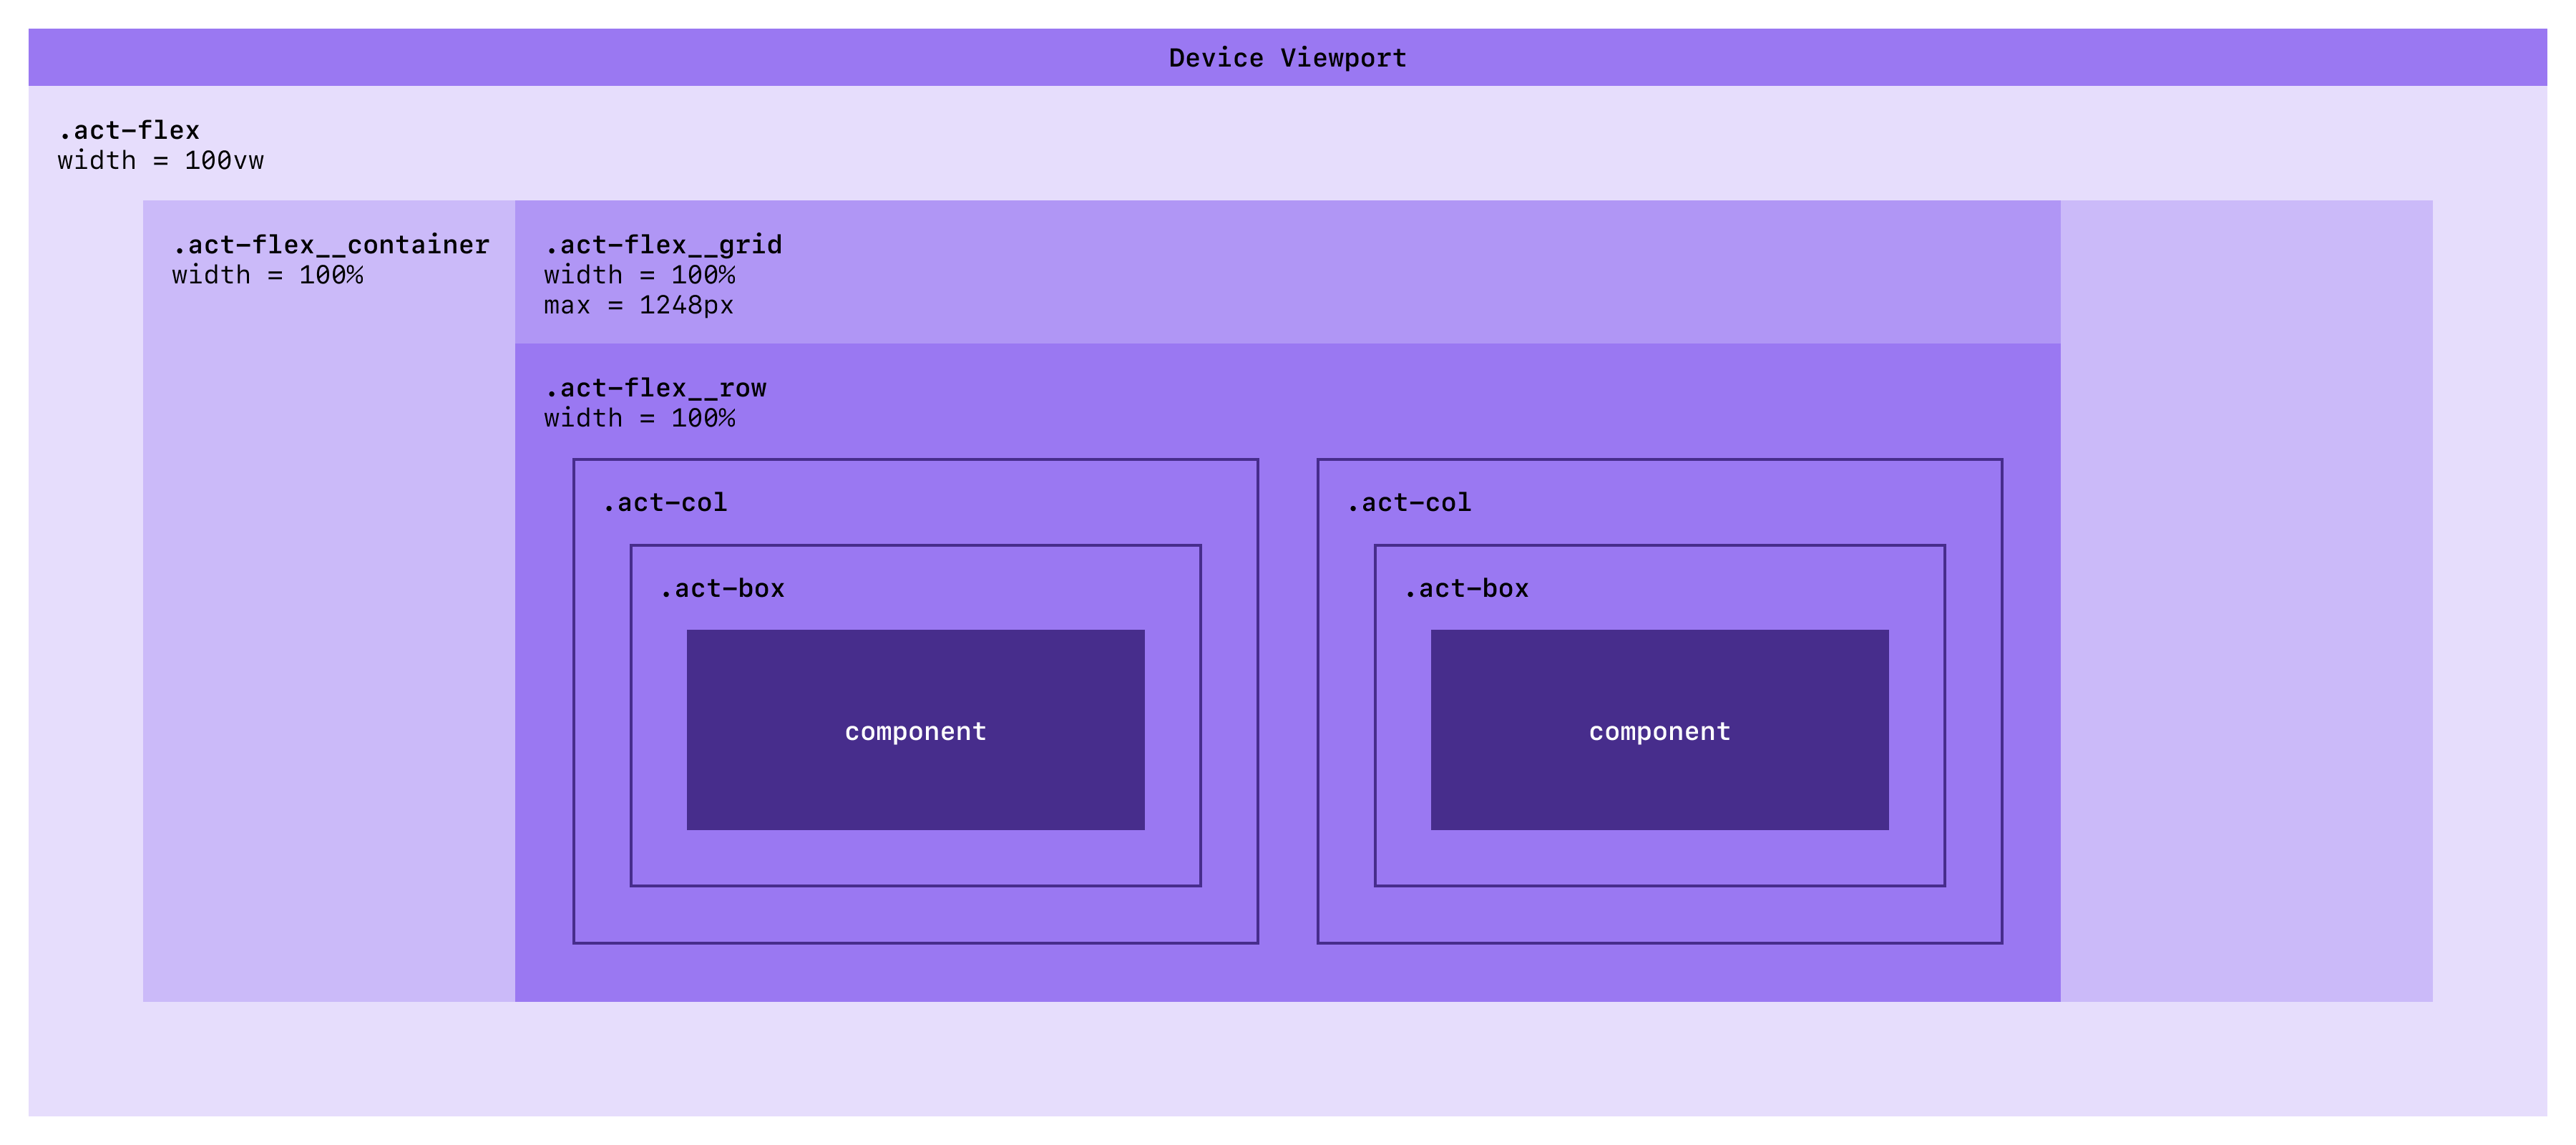 Device Viewport
.act-flex
width = 100vw
.act-flex__container
width = 100%
.act-flex__grid
width = 100%
max = 1248px
.act-flex__row
width = 100%
.act-col
.act-box
component
.act-col
.act-box
component